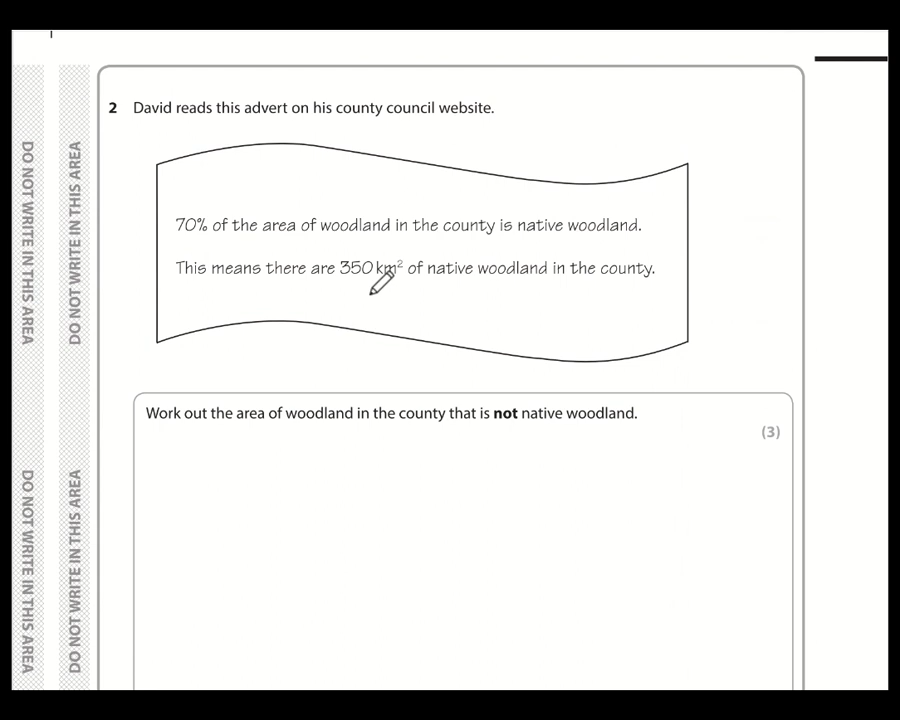 2 David reads this advert on his county council website.
70% of the area of woodland in the county is native woodland.
This means there are 350 km² of native woodland in the county.
Work out the area of woodland in the county that is not native woodland.
(3)
DO NOT WRITE IN THIS AREA
DO NOT WRITE IN THIS AREA
DO NOT WRITE IN THIS AREA
DO NOT WRITE IN THIS AREA